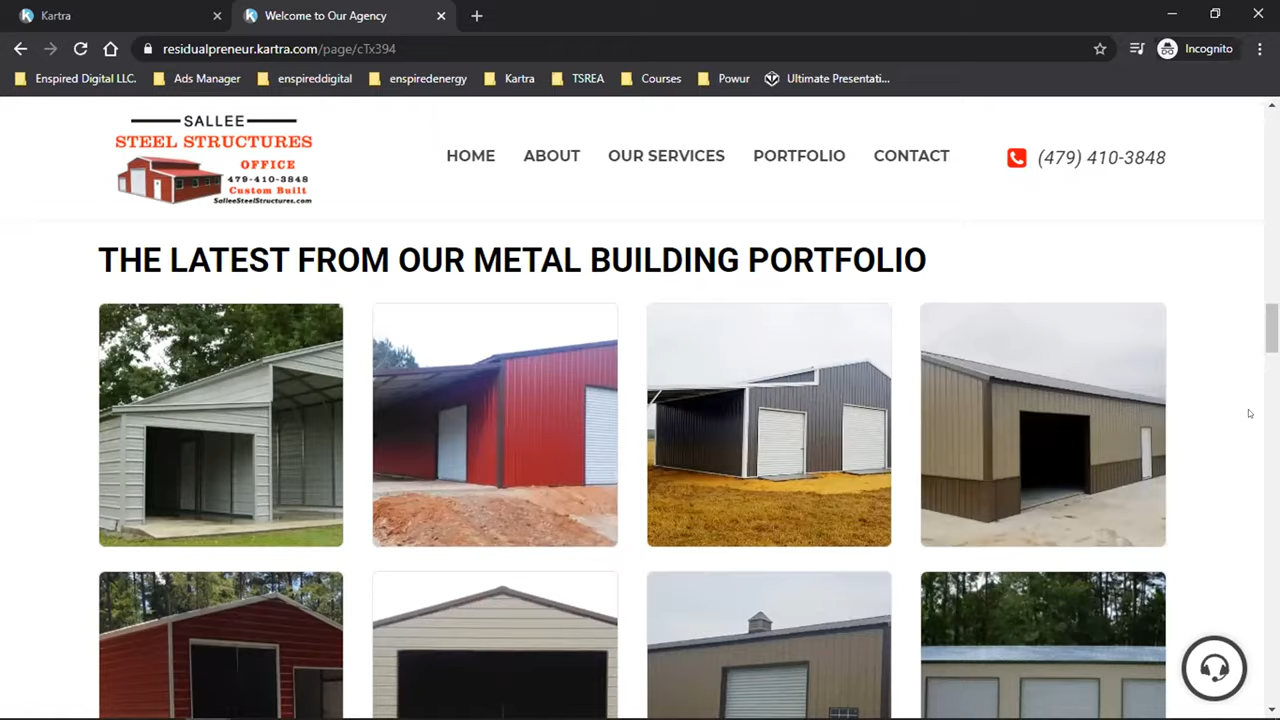 Kartra
Welcome to Our Agency
residualpreneur.kartra.com/page/cTx394
Incognito
Enspired Digital LLC.
Ads Manager
enspireddigital
enspiredenergy
Kartra
TSREA
Courses
Powur
Ultimate Presentati...
SALLEE
STEEL STRUCTURES
OFFICE
479-410-3848
Custom Built
SalleeSteelStructures.com
HOME
ABOUT
OUR SERVICES
PORTFOLIO
CONTACT
(479) 410-3848
THE LATEST FROM OUR METAL BUILDING PORTFOLIO